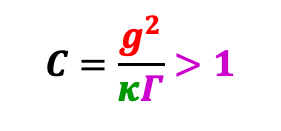 C = g² / κΓ > 1